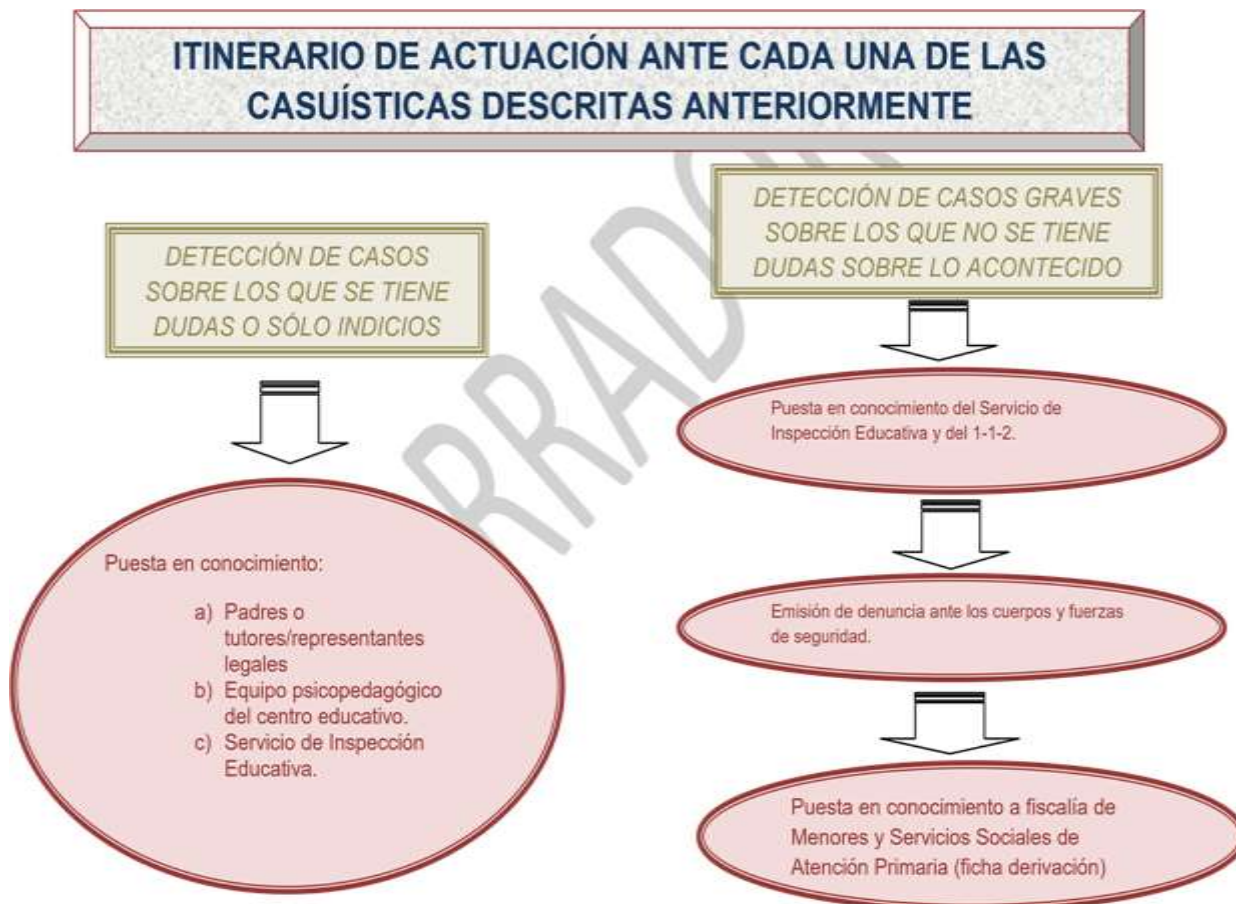 ITINERARIO DE ACTUACIÓN ANTE CADA UNA DE LAS
CASUÍSTICAS DESCRITAS ANTERIORMENTE
DETECCIÓN DE CASOS
SOBRE LOS QUE SE TIENE
DUDAS O SÓLO INDICIOS
Puesta en conocimiento:
a) Padres o
tutores/representantes
legales
b) Equipo psicopedagógico
del centro educativo.
c) Servicio de Inspección
Educativa.
DETECCIÓN DE CASOS GRAVES
SOBRE LOS QUE NO SE TIENE
DUDAS SOBRE LO ACONTECIDO
Puesta en conocimiento del Servicio de
Inspección Educativa y del 1-1-2.
Emisión de denuncia ante los cuerpos y fuerzas
de seguridad.
Puesta en conocimiento a fiscalía de
Menores y Servicios Sociales de
Atención Primaria (ficha derivación)